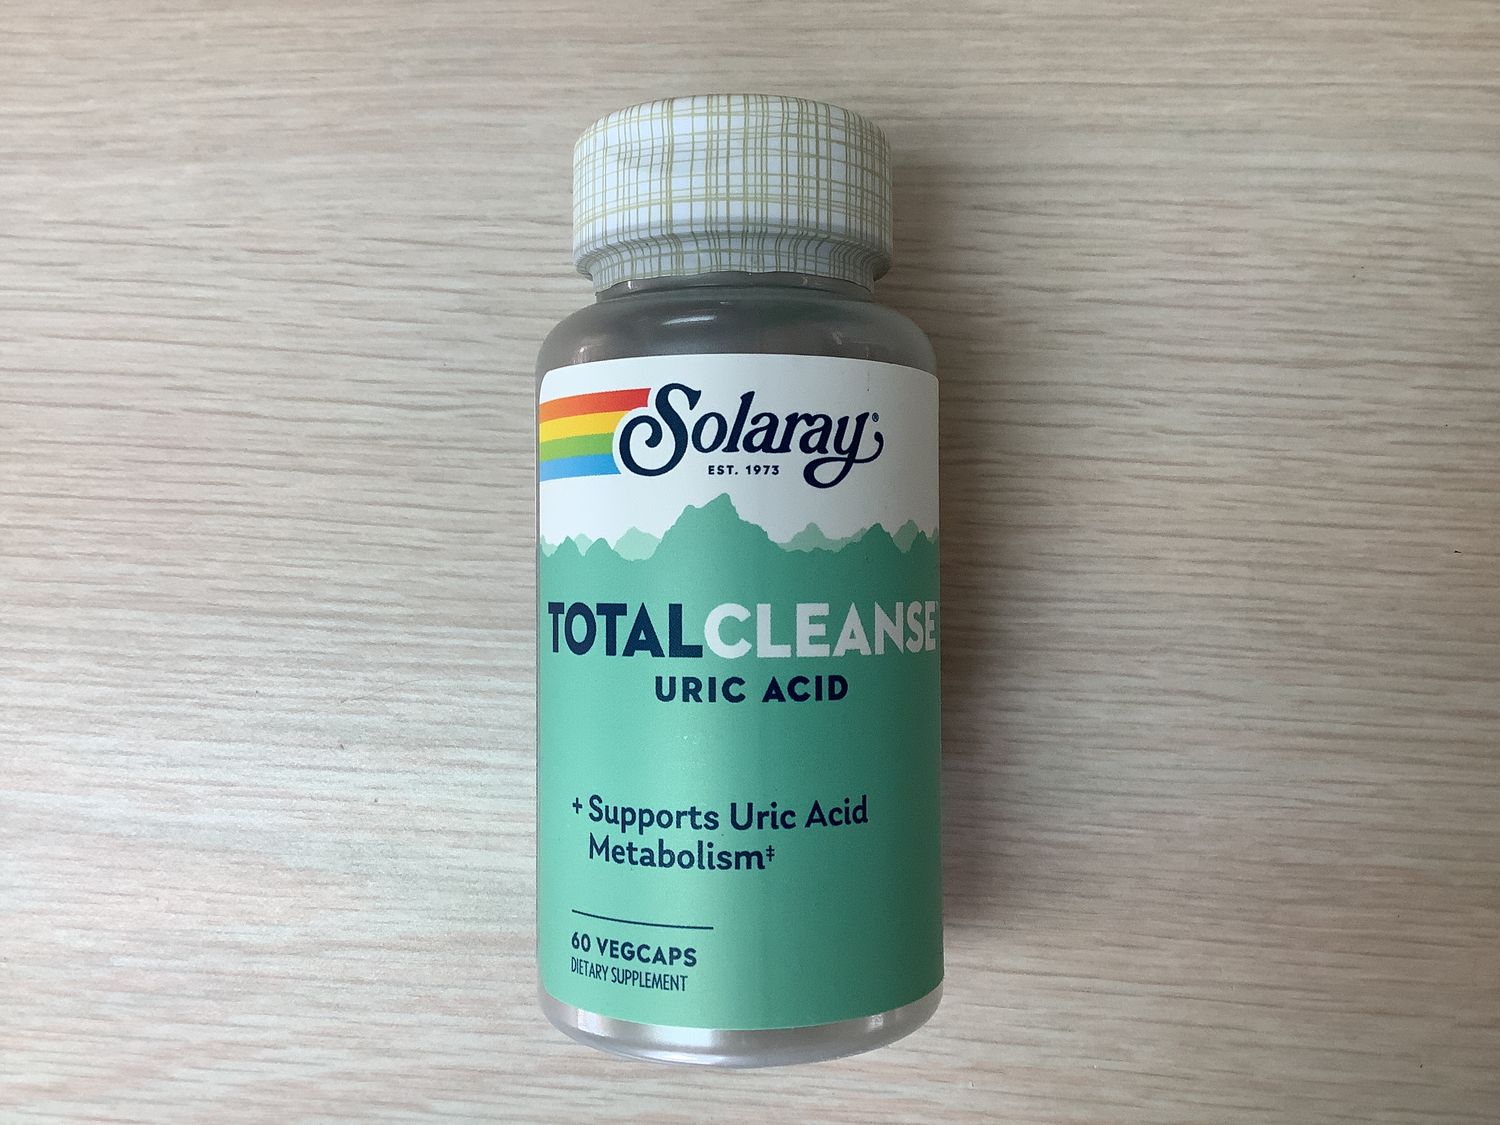 Solaray®
EST. 1973
TOTALCLEANSE
URIC ACID
+ Supports Uric Acid
Metabolism‡
60 VEGCAPS
DIETARY SUPPLEMENT